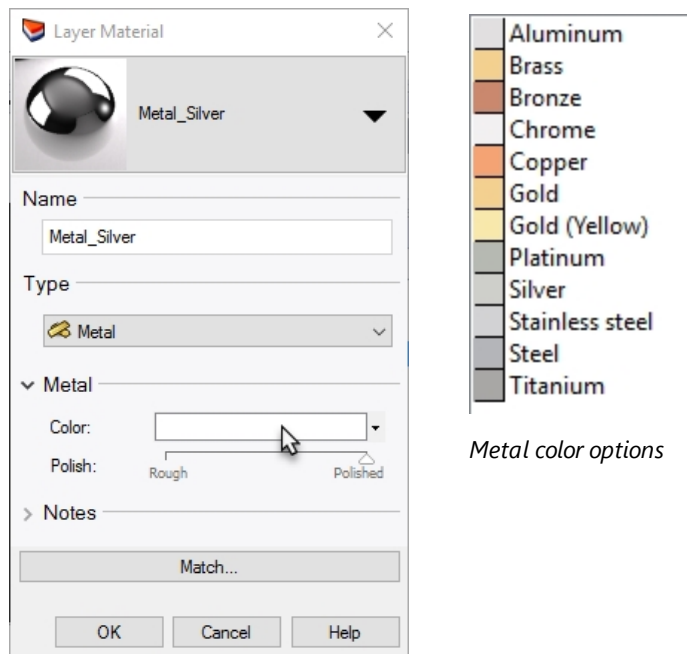 Layer Material
Metal_Silver
Name
Metal_Silver
Type
Metal
Metal
Color:
Polish:
Rough
Polished
Notes
Match...
OK
Cancel
Help
Aluminum
Brass
Bronze
Chrome
Copper
Gold
Gold (Yellow)
Platinum
Silver
Stainless steel
Steel
Titanium
Metal color options